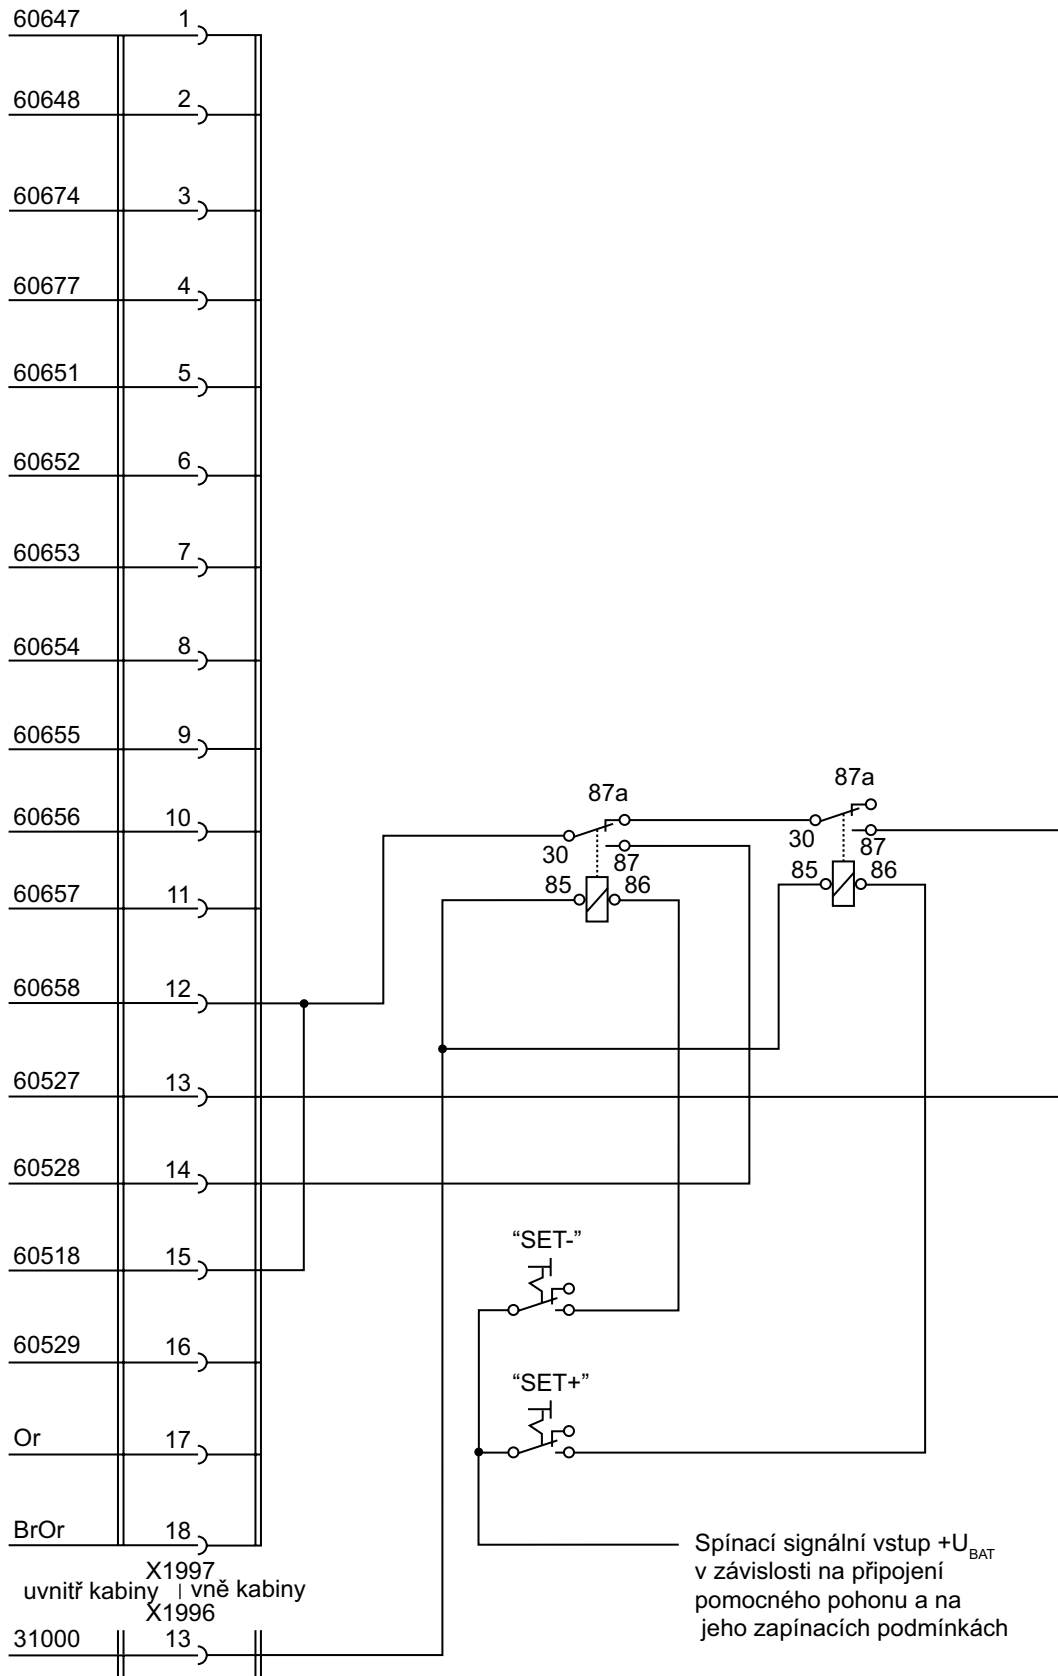 60647 1
60648 2
60674 3
60677 4
60651 5
60652 6
60653 7
60654 8
60655 9
87a
87a
60656 10
30
87
30
87
85
86
85
86
60657 11
60658 12
60527 13
60528 14
“SET-”
60518 15
60529 16
“SET+”
Or 17
BrOr 18
X1997
uvnitř kabiny | vně kabiny
X1996
31000 13
Spínací signální vstup +U_BAT
v závislosti na připojení
pomocného pohonu a na
jeho zapínacích podmínkách